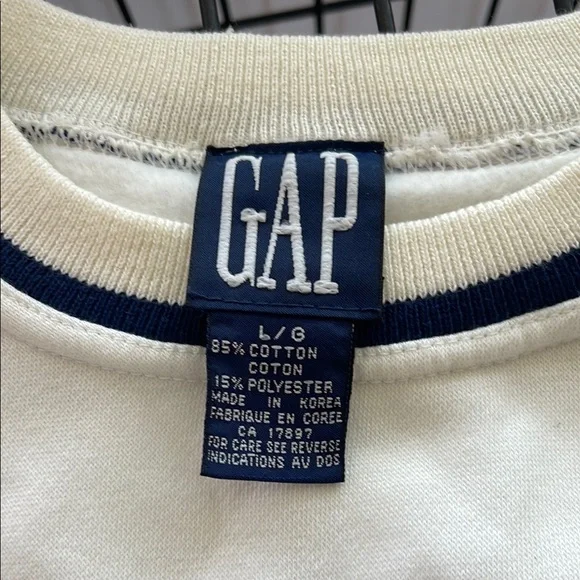 GAP
L/G
85% COTTON
COTON
15% POLYESTER
MADE IN KOREA
FABRIQUE EN COREE
CA 17897
FOR CARE SEE REVERSE
INDICATIONS AU DOS